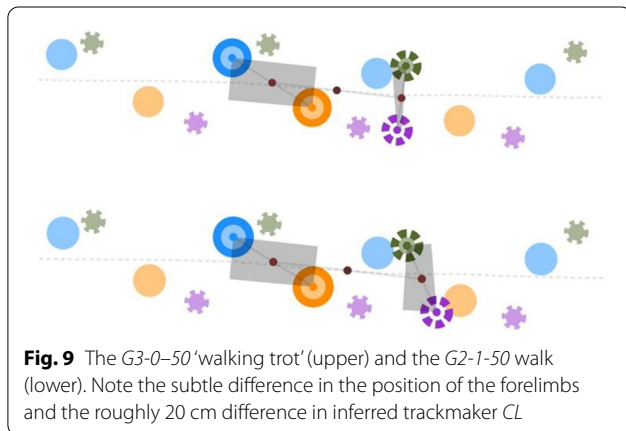 Fig. 9 The G3-0–50 ‘walking trot’ (upper) and the G2-1-50 walk
(lower). Note the subtle difference in the position of the forelimbs
and the roughly 20 cm difference in inferred trackmaker CL